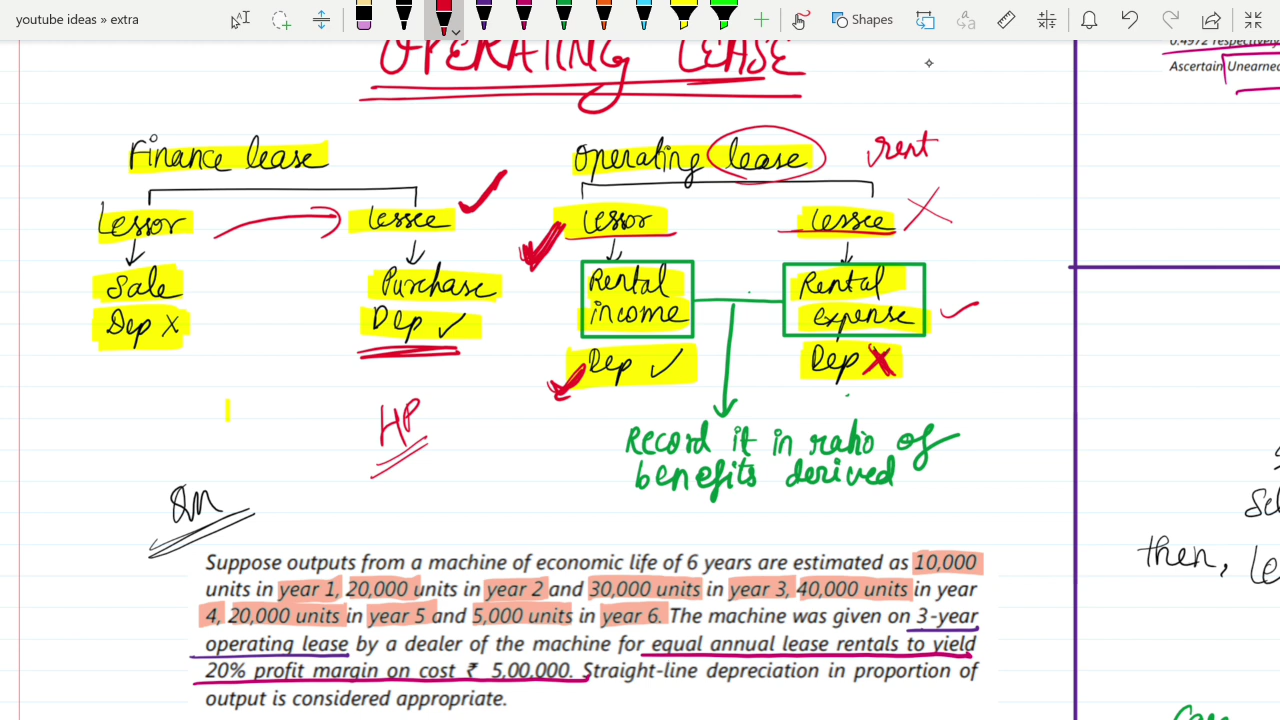 youtube ideas » extra
Shapes
OPERATING LEASE
Finance lease
Operating lease
rent
Lessor
lessee
Lessor
lessee
Sale
Dep X
Purchase
Dep ✓
Rental
income
Dep ✓
Rental
expense
Dep X
HP
Record it in ratio of
benefits derived
Suppose outputs from a machine of economic life of 6 years are estimated as 10,000
units in year 1, 20,000 units in year 2 and 30,000 units in year 3, 40,000 units in year
4, 20,000 units in year 5 and 5,000 units in year 6. The machine was given on 3-year
operating lease by a dealer of the machine for equal annual lease rentals to yield
20% profit margin on cost ₹ 5,00,000. Straight-line depreciation in proportion of
output is considered appropriate.
0.4972 respectively
Ascertain Unearned
then,